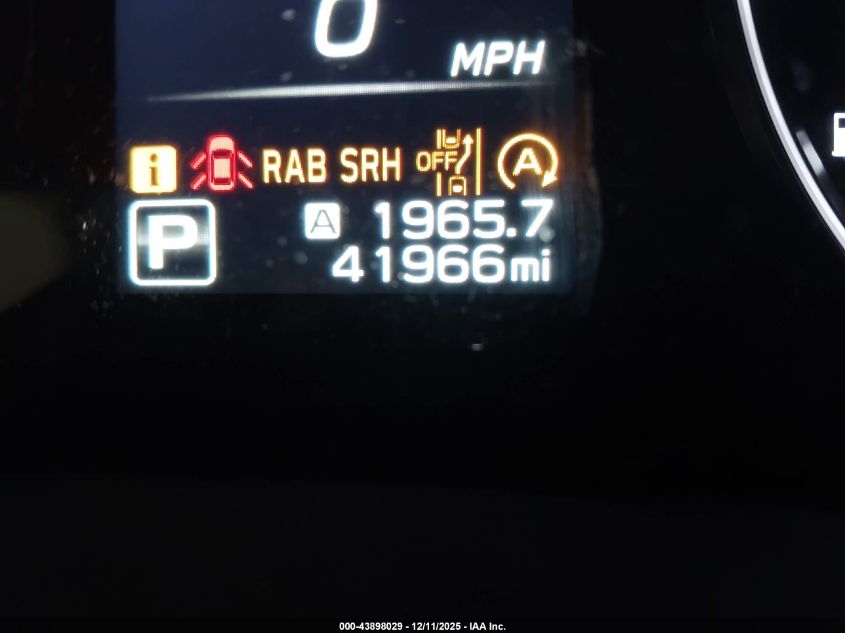 0
MPH
i RAB SRH OFF A
P A 1965.7
41966mi
000-43898029 - 12/11/2025 - IAA Inc.